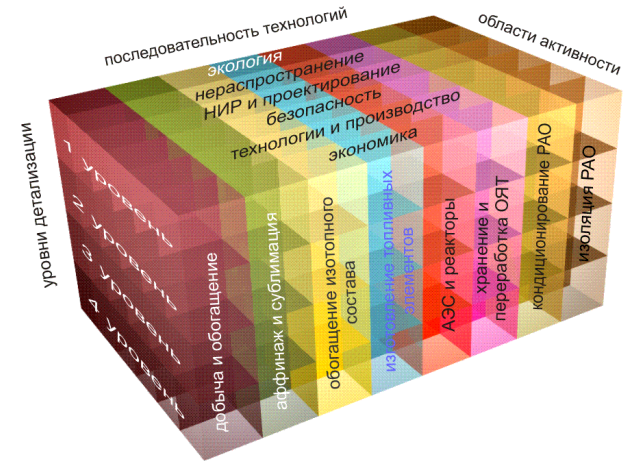 последовательность технологий
области активности
уровни детализации
экология
нераспространение
НИР и проектирование
безопасность
технологии и производство
экономика
1 уровень
2 уровень
3 уровень
4 уровень
добыча и обогащение
аффинаж и сублимация
обогащение изотопного
состава
изготовление топливных
элементов
АЭС и реакторы
хранение и
переработка ОЯТ
кондиционирование РАО
изоляция РАО